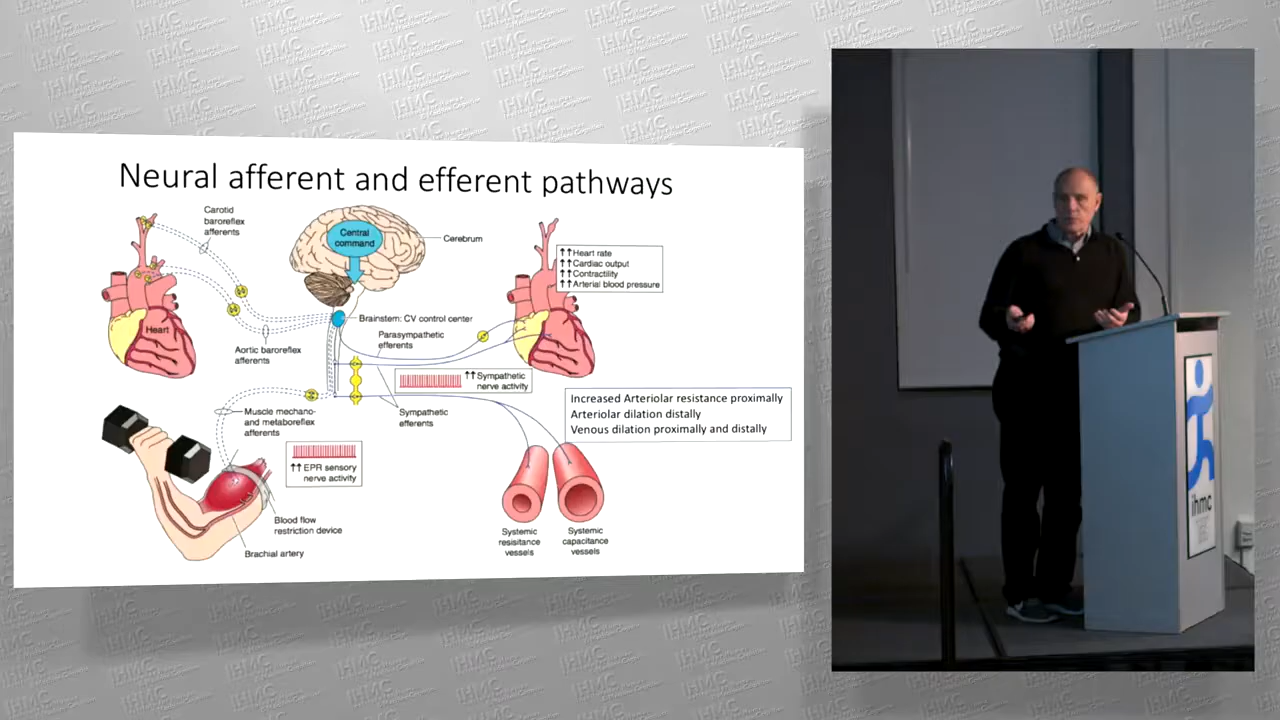 Neural afferent and efferent pathways
Carotid
baroreflex
afferents
Central
command
Cerebrum
↑↑Heart rate
↑↑Cardiac output
↑↑Contractility
↑↑Arterial blood pressure
Heart
Brainstem: CV control center
Parasympathetic
efferents
Aortic baroreflex
afferents
↑↑Sympathetic
nerve activity
Increased Arteriolar resistance proximally
Arteriolar dilation distally
Venous dilation proximally and distally
Muscle mechano-
and metaboreflex
afferents
Sympathetic
efferents
↑↑EPR sensory
nerve activity
Blood flow
restriction device
Brachial artery
Systemic
resisitance
vessels
Systemic
capacitance
vessels
ihmc